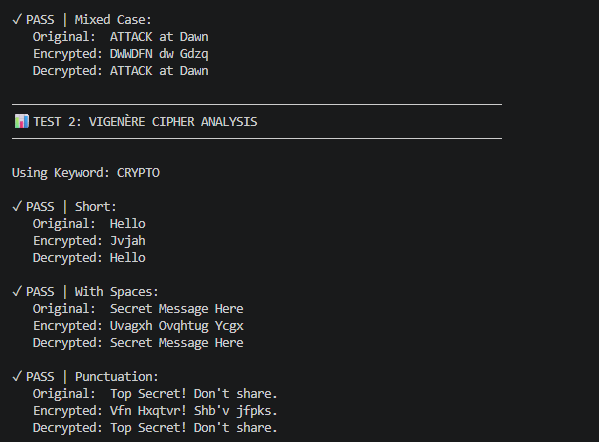 ✓ PASS | Mixed Case:
Original:  ATTACK at Dawn
Encrypted: DWWDFN dw Gdzq
Decrypted: ATTACK at Dawn
📊 TEST 2: VIGENÈRE CIPHER ANALYSIS
Using Keyword: CRYPTO
✓ PASS | Short:
Original:  Hello
Encrypted: Jvjah
Decrypted: Hello
✓ PASS | With Spaces:
Original:  Secret Message Here
Encrypted: Uvagxh Ovqhtug Ycgx
Decrypted: Secret Message Here
✓ PASS | Punctuation:
Original:  Top Secret! Don't share.
Encrypted: Vfn Hxqtvr! Shb'v jfpks.
Decrypted: Top Secret! Don't share.